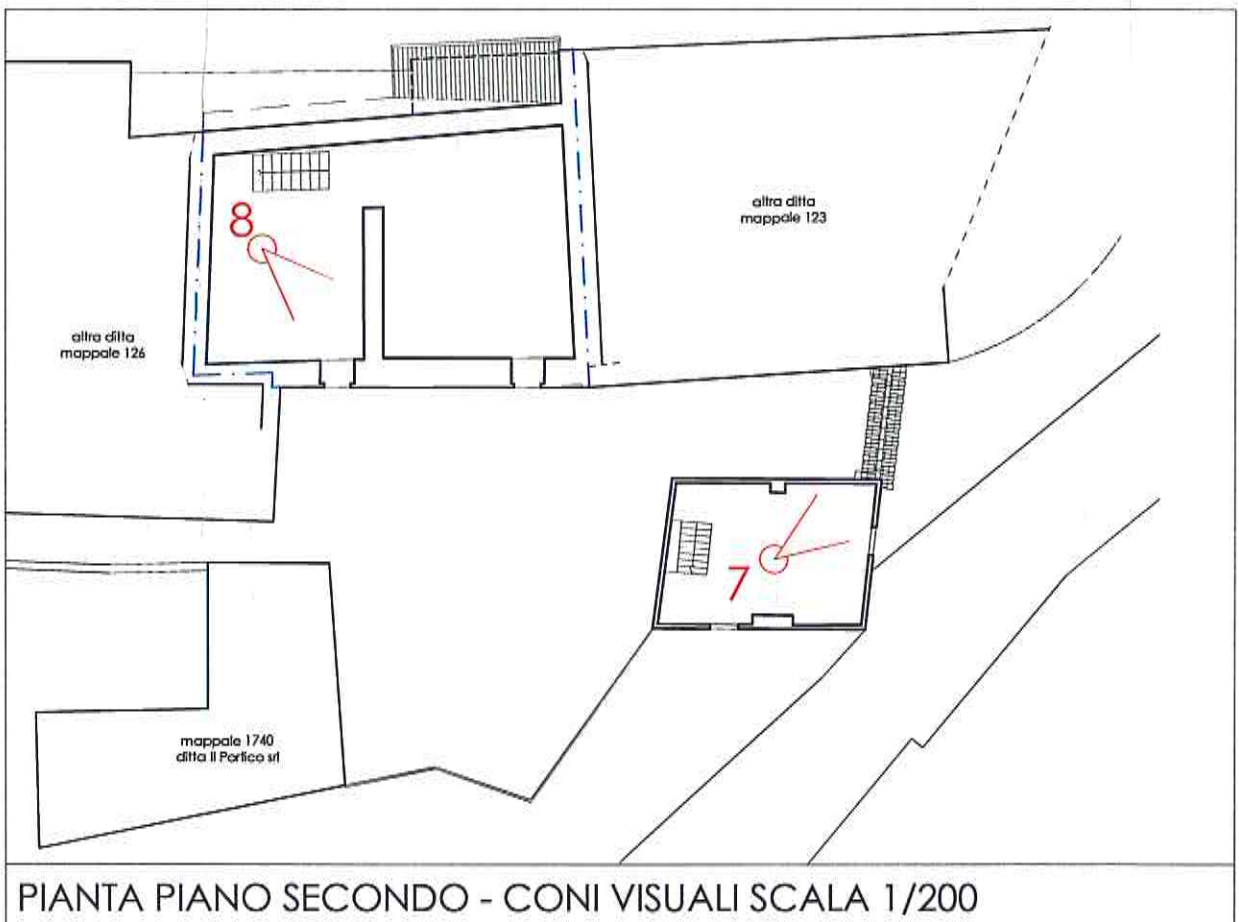 altra ditta
mappale 123
8
altra ditta
mappale 126
7
mappale 1740
ditta Il Portico srl
PIANTA PIANO SECONDO - CONI VISUALI SCALA 1/200